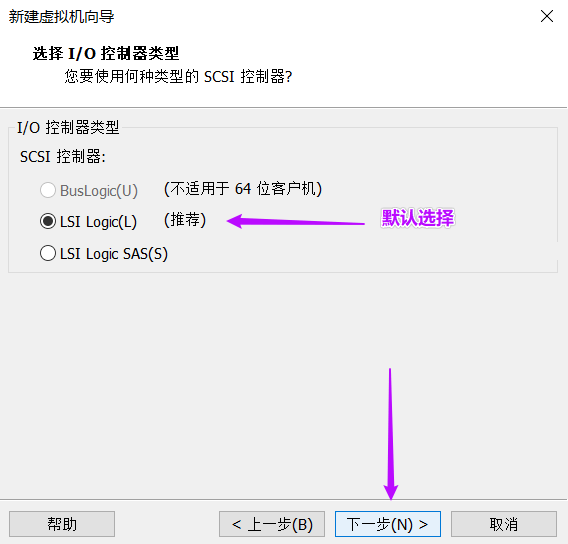 新建虚拟机向导
选择 I/O 控制器类型
您要使用何种类型的 SCSI 控制器?
I/O 控制器类型
SCSI 控制器:
BusLogic(U) (不适用于 64 位客户机)
LSI Logic(L) (推荐) 默认选择
LSI Logic SAS(S)
帮助 < 上一步(B) 下一步(N) > 取消